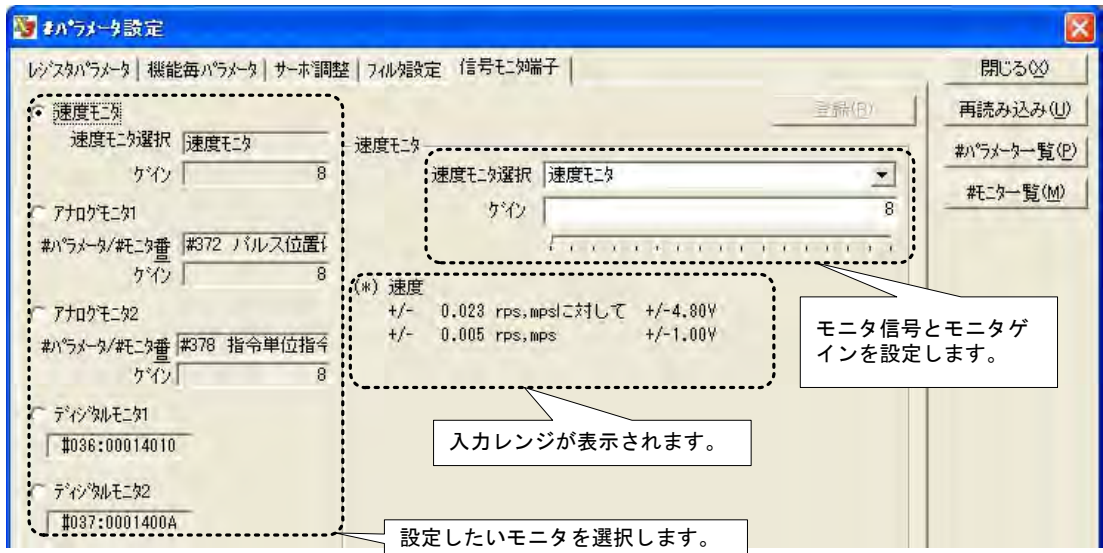 #パラメータ設定
レジスタパラメータ 機能毎パラメータ サーボ調整 フィルタ設定 信号モニタ端子
閉じる(X)
再読み込み(U)
#パラメータ一覧(P)
#モニタ一覧(M)
登録(R)
速度モニタ
速度モニタ選択 速度モニタ
ゲイン 8
アナログモニタ1
#パラメータ/#モニタ番 #372 パルス位置
ゲイン 8
アナログモニタ2
#パラメータ/#モニタ番 #378 指令単位指令
ゲイン 8
ディジタルモニタ1
#036:00014010
ディジタルモニタ2
#037:0001400A
速度モニタ
速度モニタ選択 速度モニタ
ゲイン 8
(*) 速度
+/- 0.023 rps,mpsに対して +/-4.80V
+/- 0.005 rps,mps +/-1.00V
モニタ信号とモニタゲ
インを設定します。
入力レンジが表示されます。
設定したいモニタを選択します。